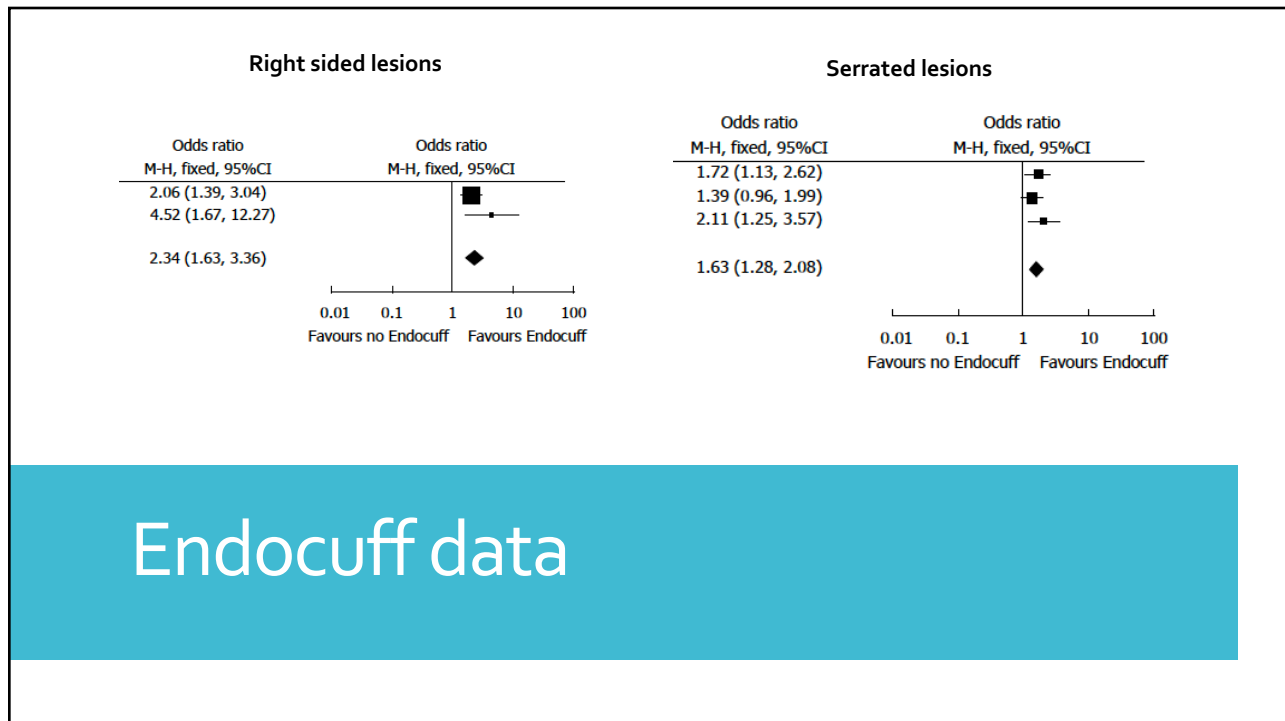 Right sided lesions
Odds ratio
M-H, fixed, 95%CI
2.06 (1.39, 3.04)
4.52 (1.67, 12.27)
2.34 (1.63, 3.36)
Odds ratio
M-H, fixed, 95%CI
0.01 0.1 1 10 100
Favours no Endocuff Favours Endocuff
Serrated lesions
Odds ratio
M-H, fixed, 95%CI
1.72 (1.13, 2.62)
1.39 (0.96, 1.99)
2.11 (1.25, 3.57)
1.63 (1.28, 2.08)
Odds ratio
M-H, fixed, 95%CI
0.01 0.1 1 10 100
Favours no Endocuff Favours Endocuff
Endocuff data